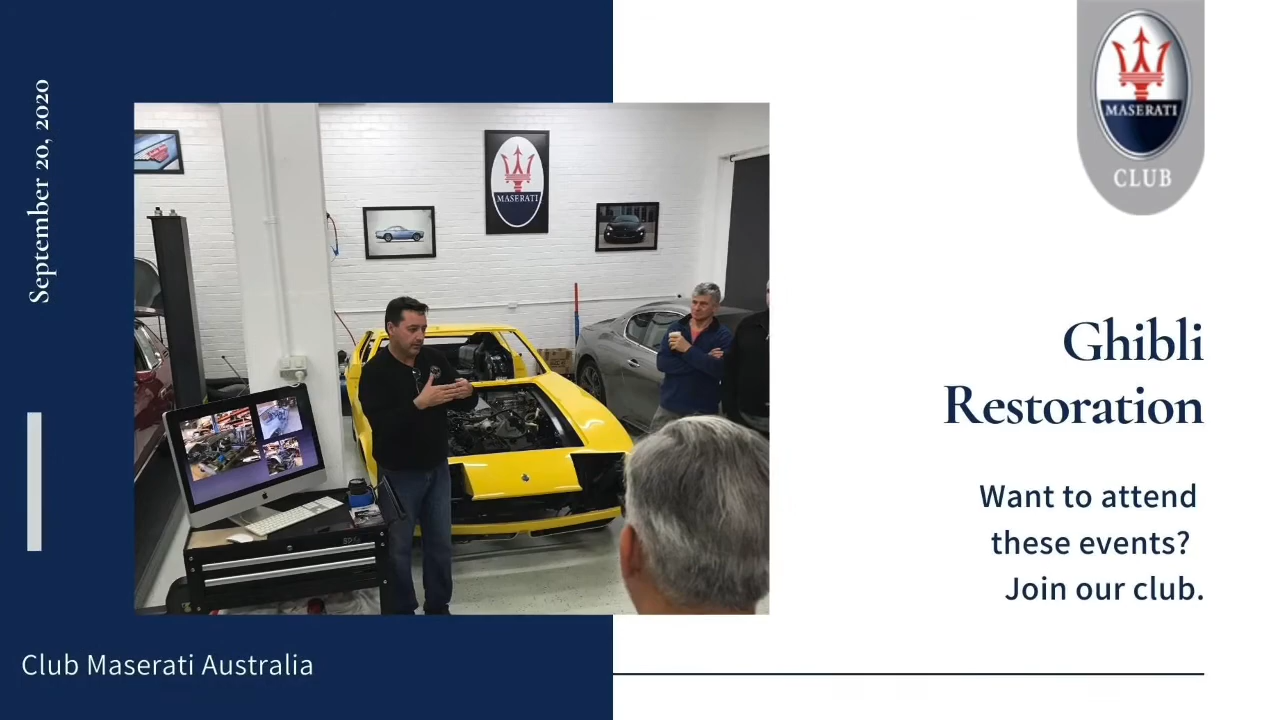 September 20, 2020
MASERATI
CLUB
MASERATI
Ghibli
Restoration
Want to attend
these events?
Join our club.
Club Maserati Australia